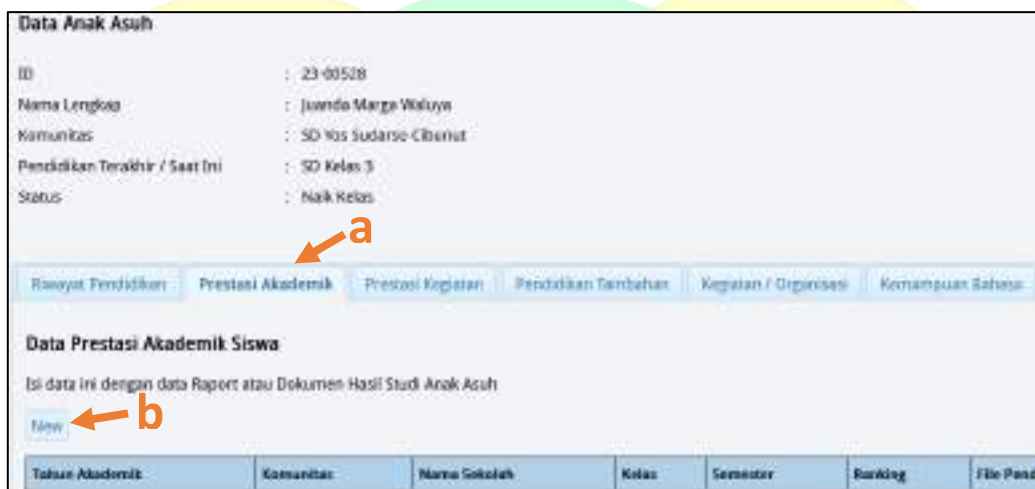 Data Anak Asuh
ID : 23-00528
Nama Lengkap : Juanda Marga Waluya
Komunitas : SD Yos Sudarso Cibunut
Pendidikan Terakhir / Saat Ini : SD Kelas 3
Status : Naik Kelas
a
Riwayat Pendidikan Prestasi Akademik Prestasi Kegiatan Pendidikan Tambahan Kegiatan / Organisasi Kemampuan Bahasa
Data Prestasi Akademik Siswa
Isi data ini dengan data Raport atau Dokumen Hasil Studi Anak Asuh
New b
Tahun Akademik Komunitas Nama Sekolah Kelas Semester Ranking File Pend